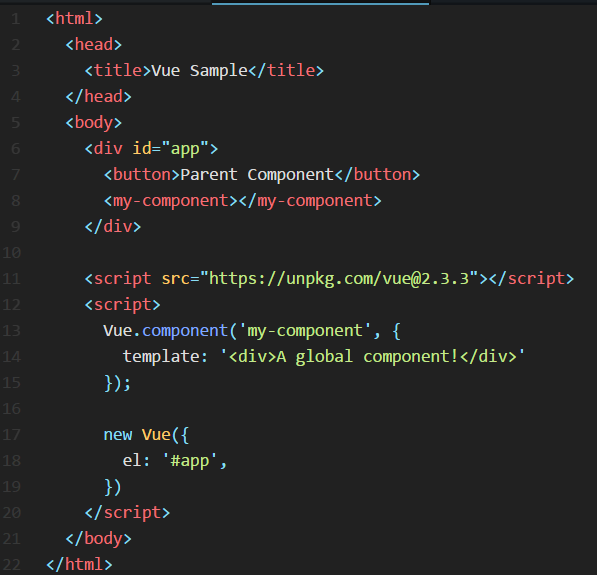 1 <html>
2   <head>
3     <title>Vue Sample</title>
4   </head>
5   <body>
6     <div id="app">
7       <button>Parent Component</button>
8       <my-component></my-component>
9     </div>
10
11     <script src="https://unpkg.com/vue@2.3.3"></script>
12     <script>
13       Vue.component('my-component', {
14         template: '<div>A global component!</div>'
15       });
16
17       new Vue({
18         el: '#app',
19       })
20     </script>
21   </body>
22 </html>